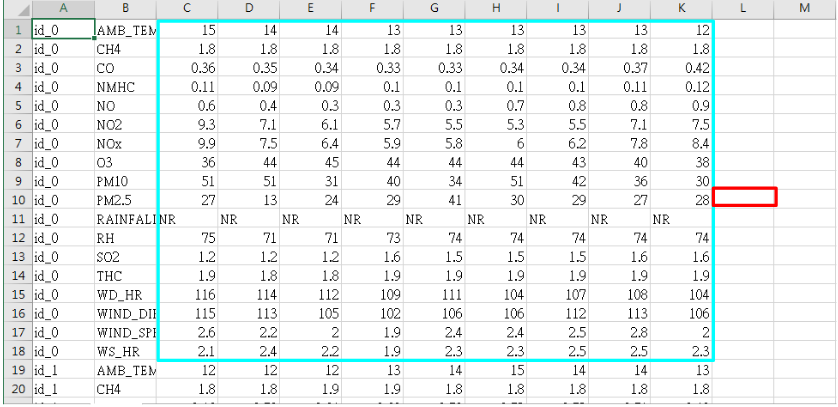 A B C D E F G H I J K L M
1 id_0 AMB_TEM 15 14 14 13 13 13 13 13 12
2 id_0 CH4 1.8 1.8 1.8 1.8 1.8 1.8 1.8 1.8 1.8
3 id_0 CO 0.36 0.35 0.34 0.33 0.33 0.34 0.34 0.37 0.42
4 id_0 NMHC 0.11 0.09 0.09 0.1 0.1 0.1 0.1 0.11 0.12
5 id_0 NO 0.6 0.4 0.3 0.3 0.3 0.7 0.8 0.8 0.9
6 id_0 NO2 9.3 7.1 6.1 5.7 5.5 5.3 5.5 7.1 7.5
7 id_0 NOx 9.9 7.5 6.4 5.9 5.8 6 6.2 7.8 8.4
8 id_0 O3 36 44 45 44 44 44 43 40 38
9 id_0 PM10 51 51 31 40 34 51 42 36 30
10 id_0 PM2.5 27 13 24 29 41 30 29 27 28
11 id_0 RAINFALL NR NR NR NR NR NR NR NR NR
12 id_0 RH 75 71 71 73 74 74 74 74 74
13 id_0 SO2 1.2 1.2 1.2 1.6 1.5 1.5 1.5 1.6 1.6
14 id_0 THC 1.9 1.8 1.8 1.9 1.9 1.9 1.9 1.9 1.9
15 id_0 WD_HR 116 114 112 109 111 104 107 108 104
16 id_0 WIND_DI 115 113 105 102 106 106 112 113 106
17 id_0 WIND_SP 2.6 2.2 2 1.9 2.4 2.4 2.5 2.8 2
18 id_0 WS_HR 2.1 2.4 2.2 1.9 2.3 2.3 2.5 2.5 2.3
19 id_1 AMB_TEM 12 12 12 13 14 15 14 14 13
20 id_1 CH4 1.8 1.8 1.9 1.9 1.8 1.8 1.8 1.8 1.8